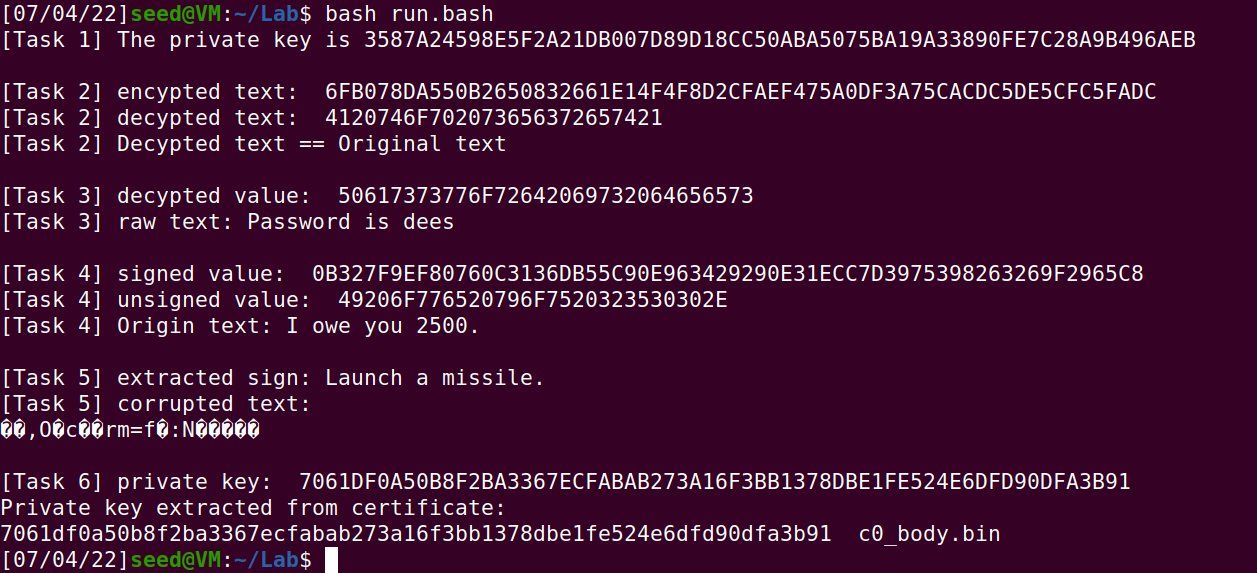 [07/04/22]seed@VM:~/Lab$ bash run.bash
[Task 1] The private key is 3587A24598E5F2A21DB007D89D18CC50ABA5075BA19A33890FE7C28A9B496AEB
[Task 2] encypted text:  6FB078DA550B2650832661E14F4F8D2CFAEF475A0DF3A75CACDC5DE5CFC5FADC
[Task 2] decypted text:  4120746F702073656372657421
[Task 2] Decypted text == Original text
[Task 3] decypted value:  50617373776F72642069732064656573
[Task 3] raw text: Password is dees
[Task 4] signed value:  0B327F9EF80760C3136DB55C90E963429290E31ECC7D3975398263269F2965C8
[Task 4] unsigned value:  49206F776520796F7520323530302E
[Task 4] Origin text: I owe you 2500.
[Task 5] extracted sign: Launch a missile.
[Task 5] corrupted text:
��,O�c��rm=f�:N�����
[Task 6] private key:  7061DF0A50B8F2BA3367ECFABAB273A16F3BB1378DBE1FE524E6DFD90DFA3B91
Private key extracted from certificate:
7061df0a50b8f2ba3367ecfabab273a16f3bb1378dbe1fe524e6dfd90dfa3b91  c0_body.bin
[07/04/22]seed@VM:~/Lab$